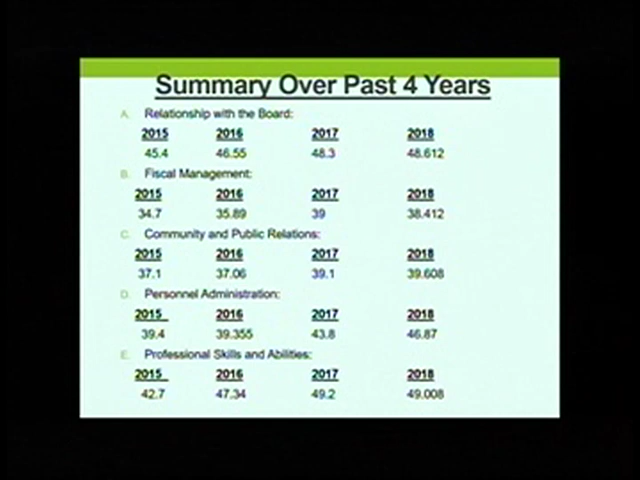 Summary Over Past 4 Years
A. Relationship with the Board:
2015 2016 2017 2018
45.4 46.55 48.3 48.612
B. Fiscal Management:
2015 2016 2017 2018
34.7 35.89 39 38.412
C. Community and Public Relations:
2015 2016 2017 2018
37.1 37.06 39.1 39.608
D. Personnel Administration:
2015 2016 2017 2018
39.4 39.355 43.8 46.87
E. Professional Skills and Abilities:
2015 2016 2017 2018
42.7 47.34 49.2 49.008